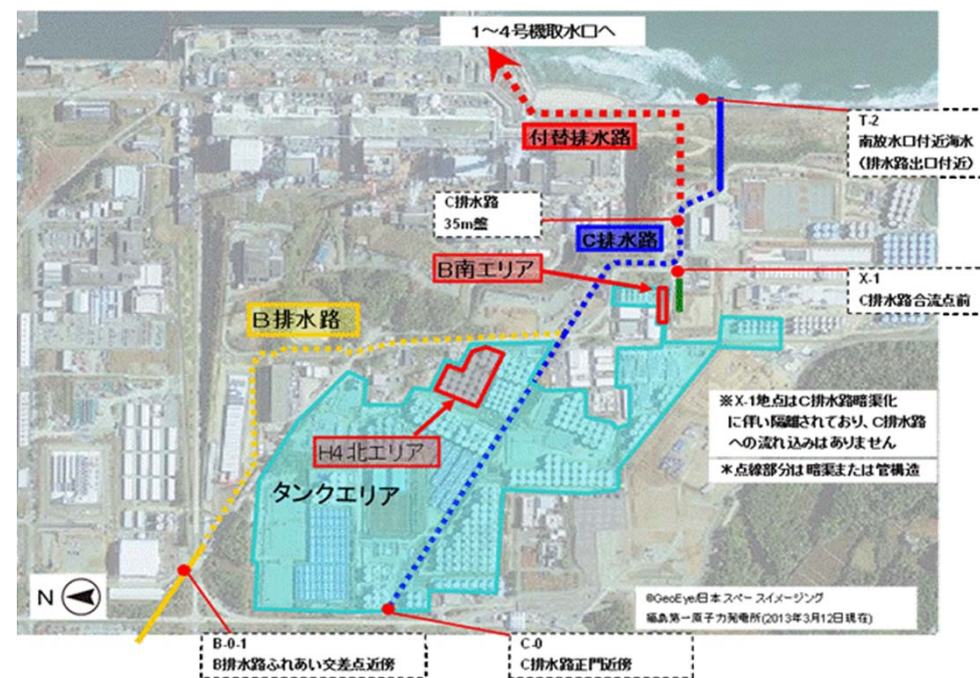 1～4号機取水口へ
付替排水路
T-2
南放水口付近海水
（排水路出口付近）
C排水路
35m盤
C排水路
B南エリア
X-1
C排水路合流点前
B排水路
※X-1地点はC排水路暗渠化
に伴い隔離されており、C排水路
への流れ込みはありません
＊点線部分は暗渠または管構造
H4北エリア
タンクエリア
N
©GeoEye/日本スペースイメージング
福島第一原子力発電所(2013年3月12日現在)
B-0-1
B排水路ふれあい交差点近傍
C-0
C排水路正門近傍